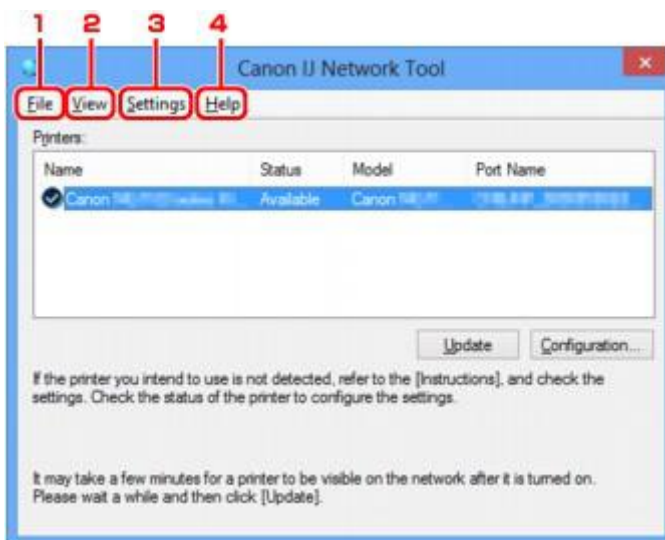 1 2 3 4
Canon IJ Network Tool
File View Settings Help
Printers:
Name Status Model Port Name
Canon Available Canon
Update Configuration...
If the printer you intend to use is not detected, refer to the [Instructions], and check the
settings. Check the status of the printer to configure the settings.
It may take a few minutes for a printer to be visible on the network after it is turned on.
Please wait a while and then click [Update].